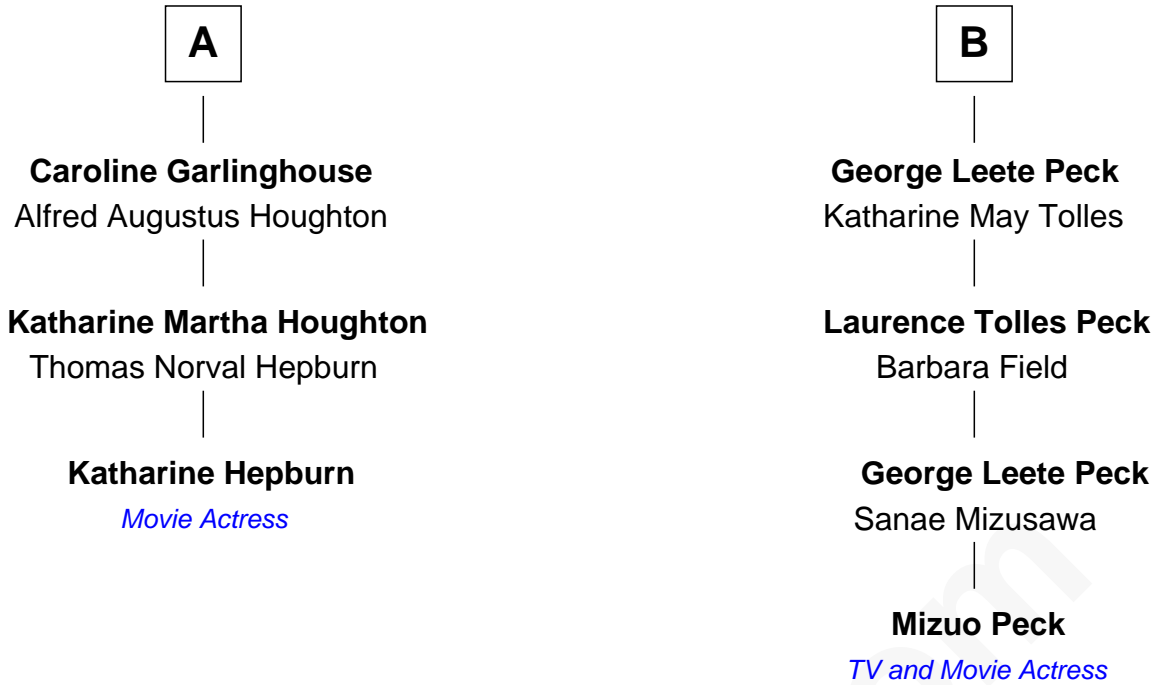 A
Caroline Garlinghouse
Alfred Augustus Houghton
Katharine Martha Houghton
Thomas Norval Hepburn
Katharine Hepburn
Movie Actress
B
George Leete Peck
Katharine May Tolles
Laurence Tolles Peck
Barbara Field
George Leete Peck
Sanae Mizusawa
Mizuo Peck
TV and Movie Actress